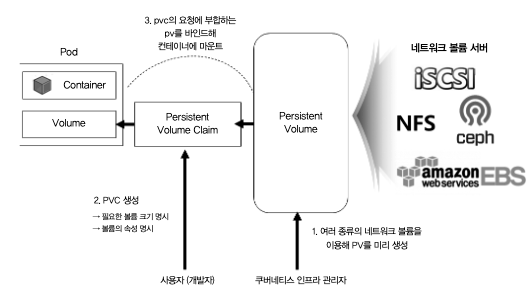 3. pvc의 요청에 부합하는
pv를 바인드해
컨테이너에 마운트
네트워크 볼륨 서버
Pod
Container
Volume
Persistent
Volume Claim
Persistent
Volume
iSCSI
NFS
ceph
amazon
webservices
EBS
2. PVC 생성
→ 필요한 볼륨 크기 명시
→ 볼륨의 속성 명시
1. 여러 종류의 네트워크 볼륨을
이용해 PV를 미리 생성
사용자 (개발자)
쿠버네티스 인프라 관리자